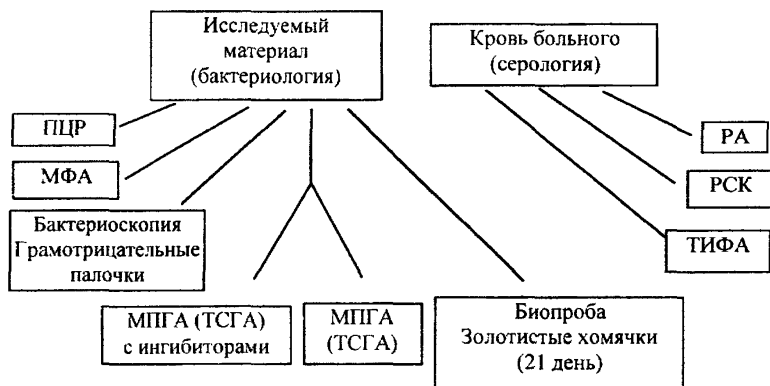 Исследуемый
материал
(бактериология)
Кровь больного
(серология)
ПЦР
МФА
Бактериоскопия
Грамотрицательные
палочки
МПГА (ТСГА)
с ингибиторами
МПГА
(ТСГА)
Биопроба
Золотистые хомячки
(21 день)
РА
РСК
ТИФА